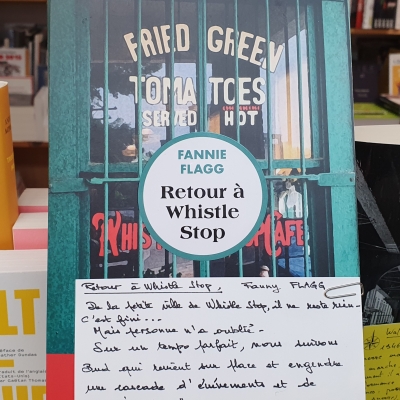 FRIED GREEN
TOMATOES
SERVED HOT
FANNIE
FLAGG
Retour à
Whistle
Stop
Retour à Whistle Stop, Fanny FLAGG
De la petite ville de Whistle Stop, il ne reste rien -
C'est fini...
Mais personne n'a oublié -
Sur un tempo parfait, nous suivons
Bud qui revient sur place et engendre
une cascade d'événements et de
LT